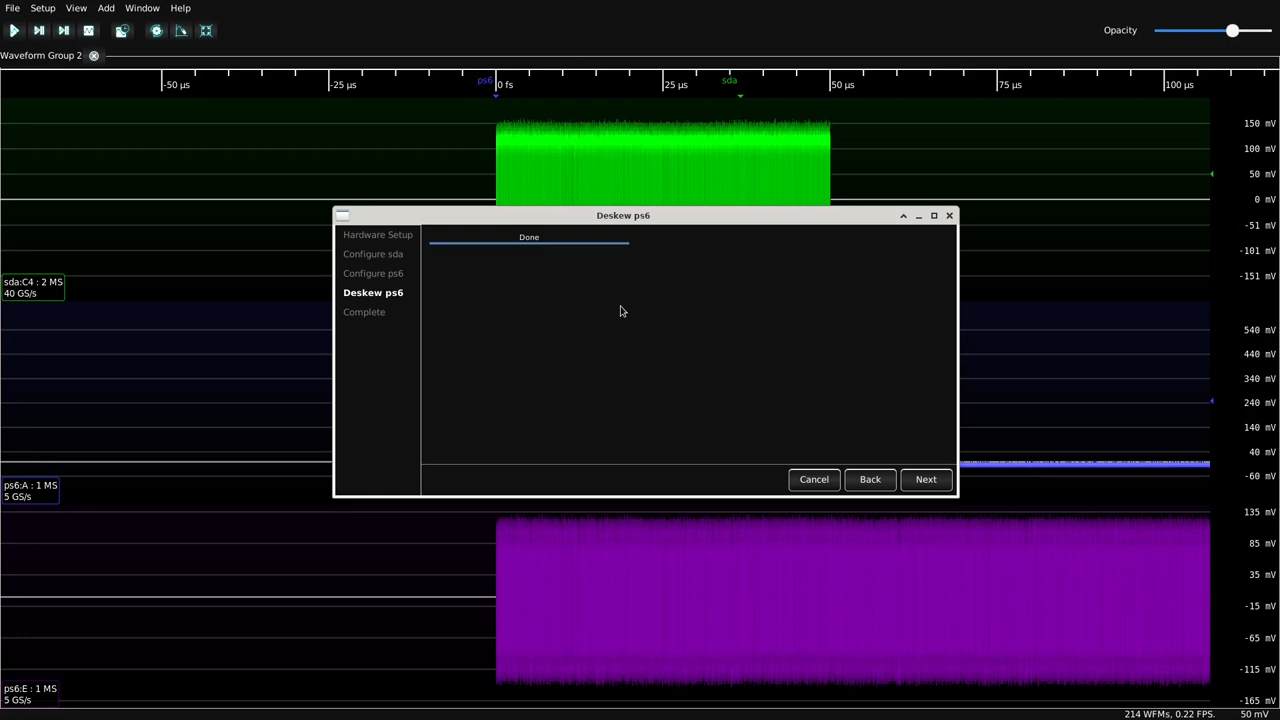 File Setup View Add Window Help
Opacity
Waveform Group 2
ps6 sda
-50 µs -25 µs 0 fs 25 µs 50 µs 75 µs 100 µs
150 mV
100 mV
50 mV
0 mV
-51 mV
-101 mV
-151 mV
sda:C4 : 2 MS
40 GS/s
Deskew ps6
Hardware Setup
Configure sda
Configure ps6
Deskew ps6
Complete
Done
Cancel Back Next
540 mV
440 mV
340 mV
240 mV
140 mV
40 mV
-60 mV
ps6:A : 1 MS
5 GS/s
135 mV
85 mV
35 mV
-15 mV
-65 mV
-115 mV
-165 mV
ps6:E : 1 MS
5 GS/s
214 WFMs, 0.22 FPS. 50 mV